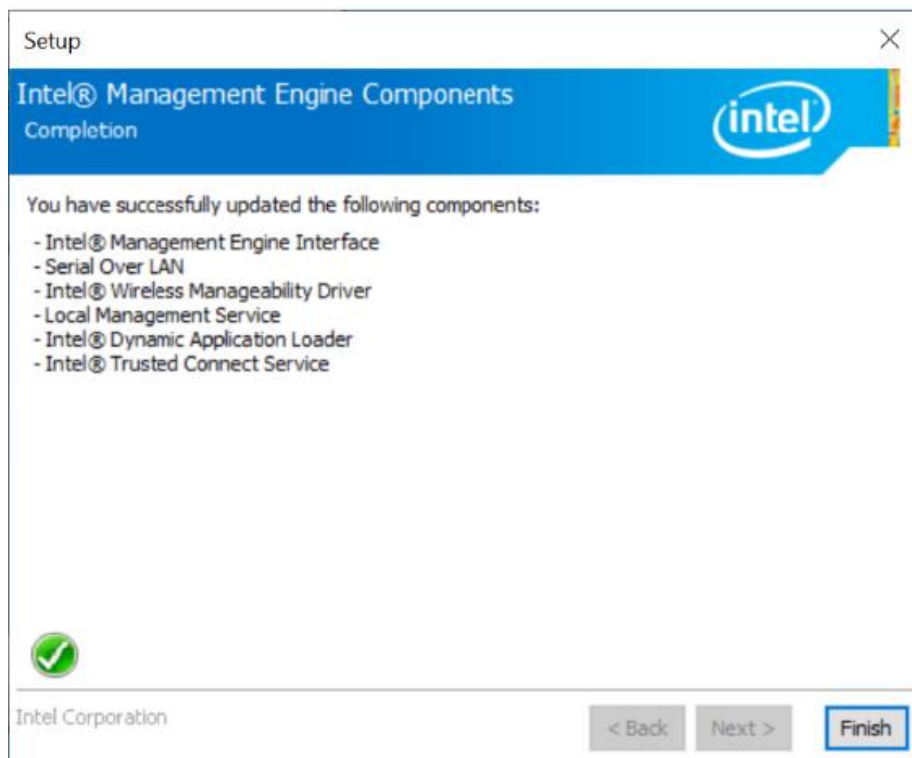 Setup
Intel® Management Engine Components
Completion
intel
You have successfully updated the following components:
- Intel® Management Engine Interface
- Serial Over LAN
- Intel® Wireless Manageability Driver
- Local Management Service
- Intel® Dynamic Application Loader
- Intel® Trusted Connect Service
Intel Corporation
< Back Next > Finish